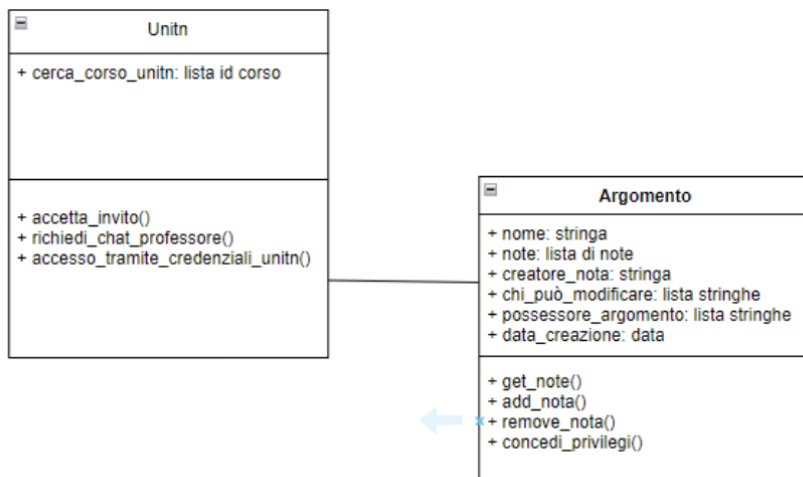 Unitn
+ cerca_corso_unitn: lista id corso
+ accetta_invito()
+ richiedi_chat_professore()
+ accesso_tramite_credenziali_unitn()
Argomento
+ nome: stringa
+ note: lista di note
+ creatore_nota: stringa
+ chi_può_modificare: lista stringhe
+ possessore_argomento: lista stringhe
+ data_creazione: data
+ get_note()
+ add_nota()
+ remove_nota()
+ concedi_privilegi()